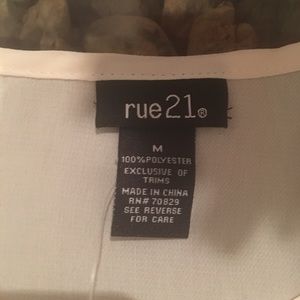 rue21®
M
100%POLYESTER
EXCLUSIVE OF
TRIMS
MADE IN CHINA
RN# 70829
SEE REVERSE
FOR CARE